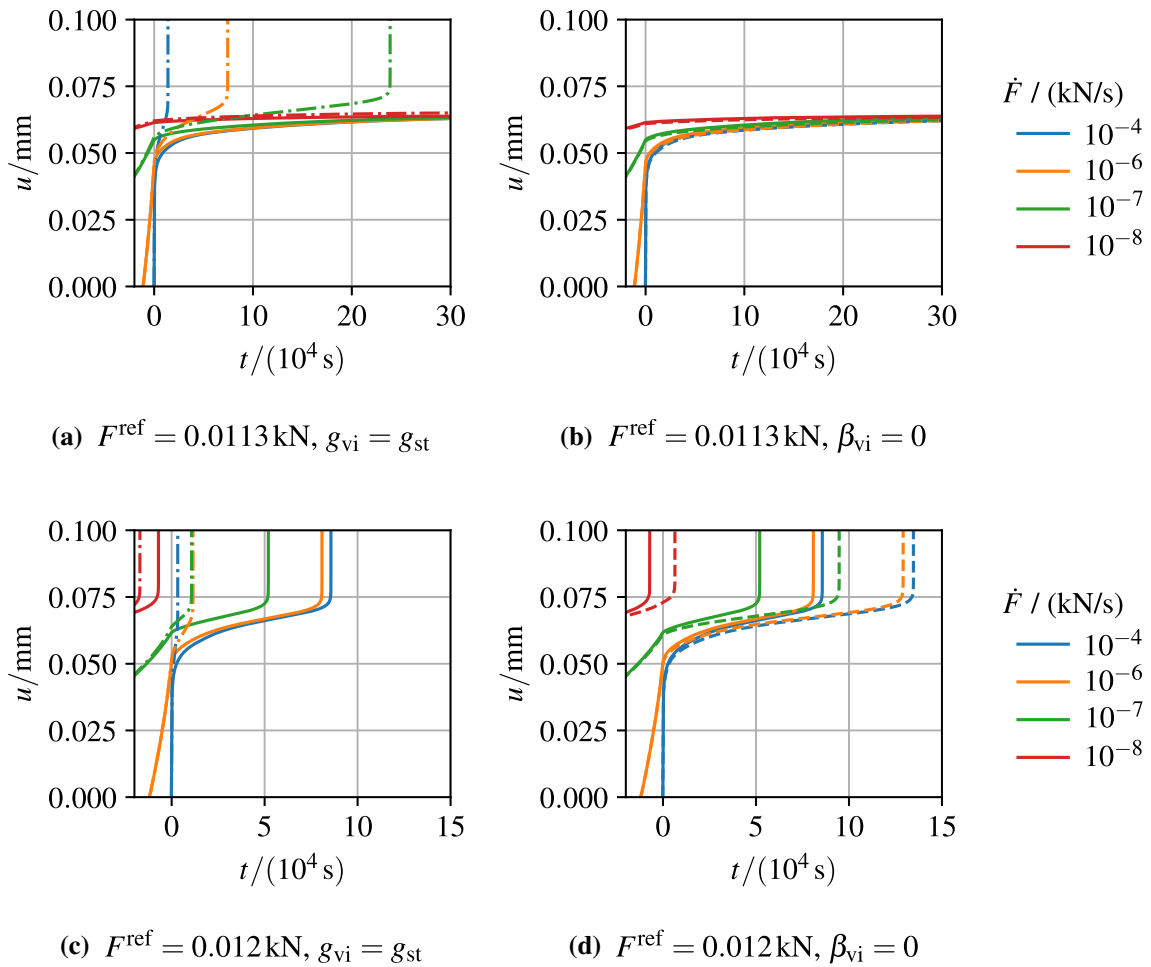 0.100
0.075
0.050
0.025
0.000
u/mm
0 10 20 30
t/(10⁴ s)
(a) F^ref = 0.0113 kN, g_vi = g_st
0.100
0.075
0.050
0.025
0.000
u/mm
0 10 20 30
t/(10⁴ s)
(b) F^ref = 0.0113 kN, β_vi = 0
Ḟ / (kN/s)
10⁻⁴
10⁻⁶
10⁻⁷
10⁻⁸
0.100
0.075
0.050
0.025
0.000
u/mm
0 5 10 15
t/(10⁴ s)
(c) F^ref = 0.012 kN, g_vi = g_st
0.100
0.075
0.050
0.025
0.000
u/mm
0 5 10 15
t/(10⁴ s)
(d) F^ref = 0.012 kN, β_vi = 0
Ḟ / (kN/s)
10⁻⁴
10⁻⁶
10⁻⁷
10⁻⁸